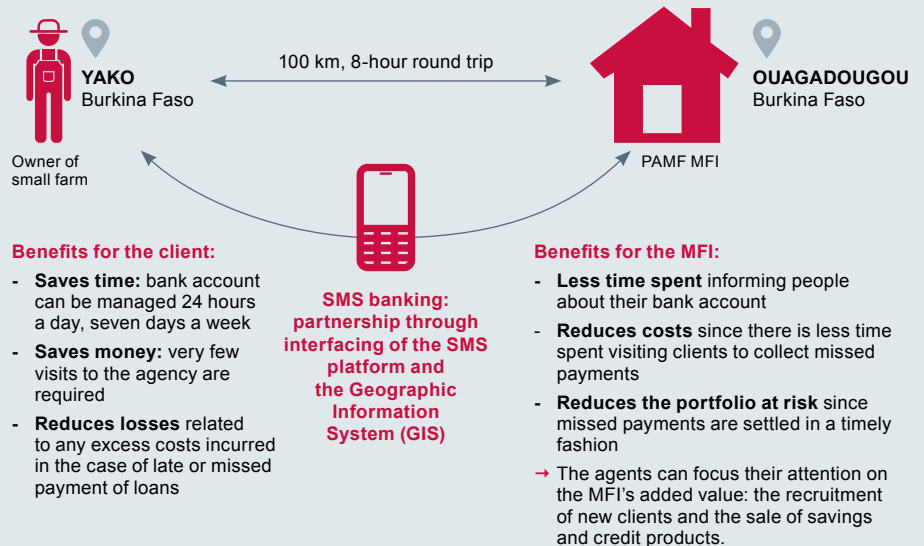 YAKO
Burkina Faso
100 km, 8-hour round trip
OUAGADOUGOU
Burkina Faso
Owner of
small farm
PAMF MFI
Benefits for the client:
- Saves time: bank account
can be managed 24 hours
a day, seven days a week
- Saves money: very few
visits to the agency are
required
- Reduces losses related
to any excess costs incurred
in the case of late or missed
payment of loans
SMS banking:
partnership through
interfacing of the SMS
platform and
the Geographic
Information
System (GIS)
Benefits for the MFI:
- Less time spent informing people
about their bank account
- Reduces costs since there is less time
spent visiting clients to collect missed
payments
- Reduces the portfolio at risk since
missed payments are settled in a timely
fashion
→ The agents can focus their attention on
the MFI's added value: the recruitment
of new clients and the sale of savings
and credit products.